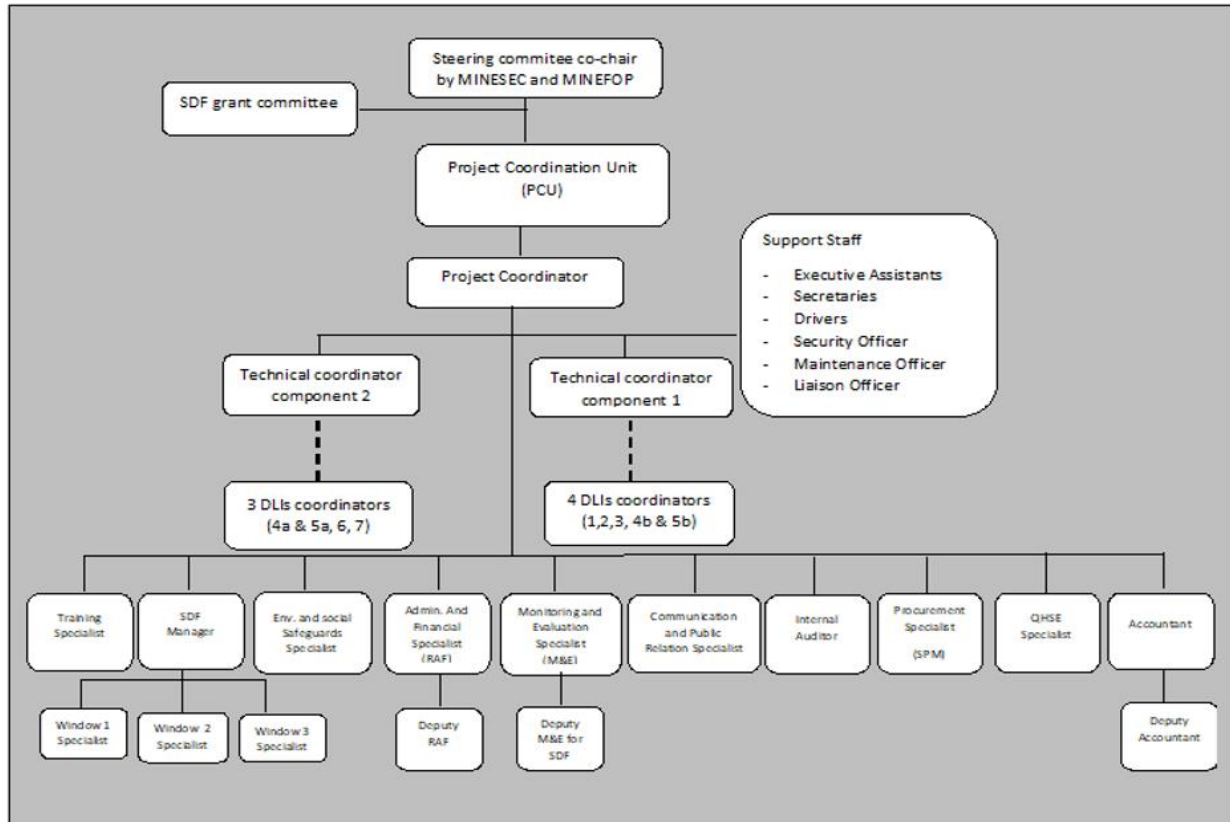 Steering commitee co-chair
by MINESEC and MINEFOP
SDF grant committee
Project Coordination Unit
(PCU)
Project Coordinator
Support Staff
- Executive Assistants
- Secretaries
- Drivers
- Security Officer
- Maintenance Officer
- Liaison Officer
Technical coordinator
component 2
Technical coordinator
component 1
3 DLIs coordinators
(4a & 5a, 6, 7)
4 DLIs coordinators
(1,2,3, 4b & 5b)
Training
Specialist
SDF
Manager
Env. and social
Safeguards
Specialist
Admin. And
Financial
Specialist
(RAF)
Monitoring and
Evaluation
Specialist
(M&E)
Communication
and Public
Relation Specialist
Internal
Auditor
Procurement
Specialist
(SPM)
QHSE
Specialist
Accountant
Window 1
Specialist
Window 2
Specialist
Window 3
Specialist
Deputy
RAF
Deputy
M&E for
SDF
Deputy
Accountant